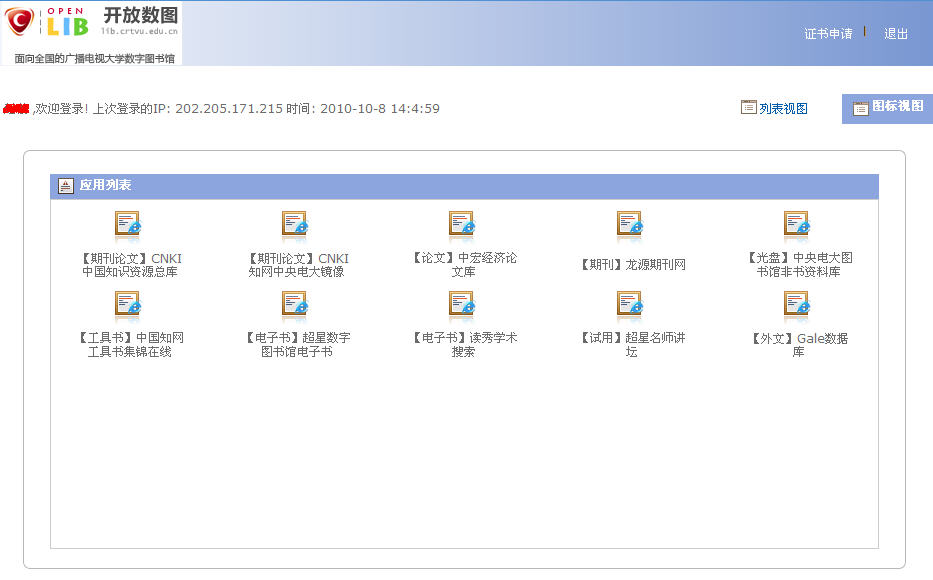 OPEN
LIB
开放数图
lib.crtvu.edu.cn
面向全国的广播电视大学数字图书馆
证书申请
退出
,欢迎登录! 上次登录的IP: 202.205.171.215 时间: 2010-10-8 14:4:59
列表视图
图标视图
应用列表
【期刊论文】CNKI
中国知识资源总库
【期刊论文】CNKI
知网中央电大镜像
【论文】中宏经济论
文库
【期刊】龙源期刊网
【光盘】中央电大图
书馆非书资料库
【工具书】中国知网
工具书集锦在线
【电子书】超星数字
图书馆电子书
【电子书】读秀学术
搜索
【试用】超星名师讲
坛
【外文】Gale数据
库